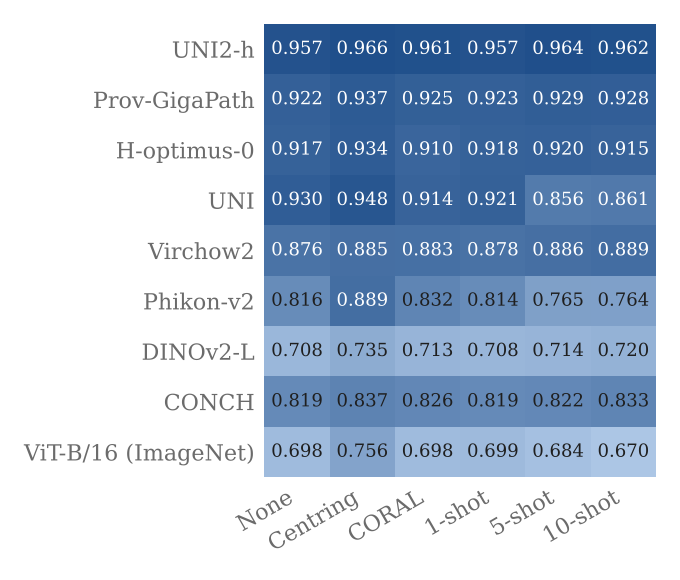 UNI2-h 0.957 0.966 0.961 0.957 0.964 0.962
Prov-GigaPath 0.922 0.937 0.925 0.923 0.929 0.928
H-optimus-0 0.917 0.934 0.910 0.918 0.920 0.915
UNI 0.930 0.948 0.914 0.921 0.856 0.861
Virchow2 0.876 0.885 0.883 0.878 0.886 0.889
Phikon-v2 0.816 0.889 0.832 0.814 0.765 0.764
DINOv2-L 0.708 0.735 0.713 0.708 0.714 0.720
CONCH 0.819 0.837 0.826 0.819 0.822 0.833
ViT-B/16 (ImageNet) 0.698 0.756 0.698 0.699 0.684 0.670
None Centring CORAL 1-shot 5-shot 10-shot